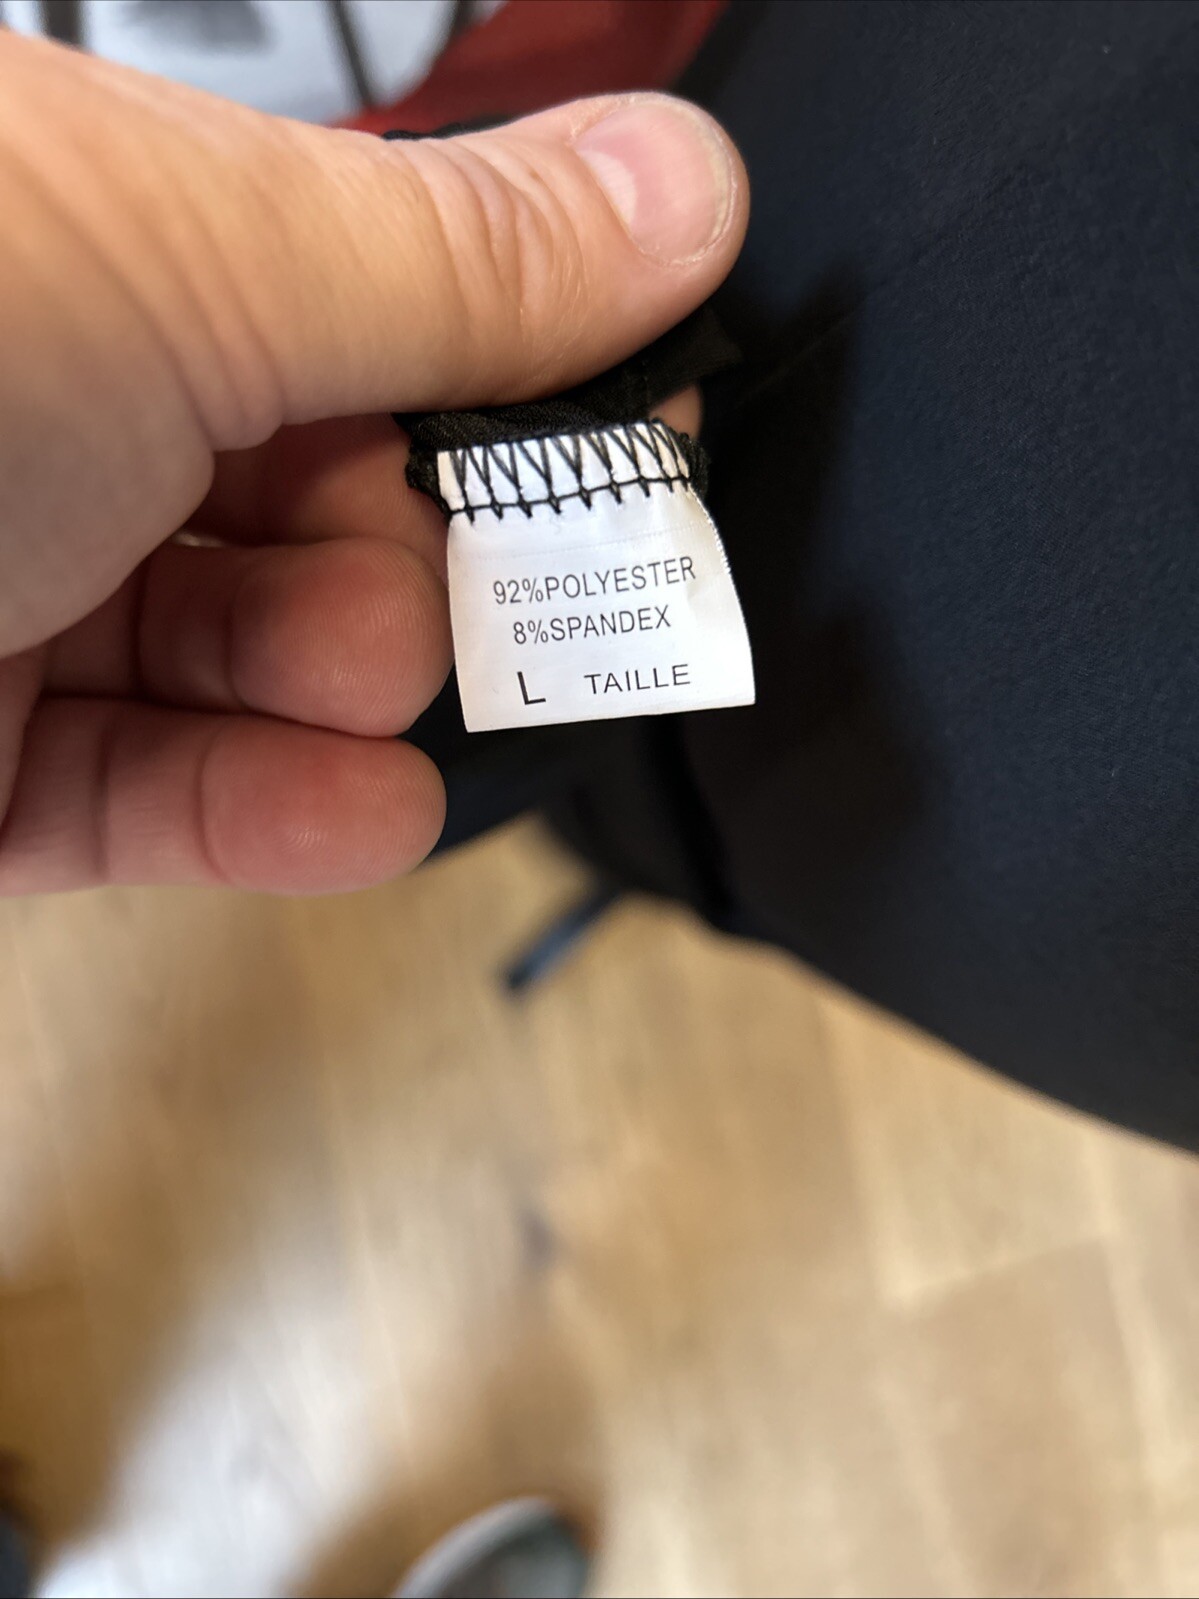 92%POLYESTER
8%SPANDEX
L TAILLE